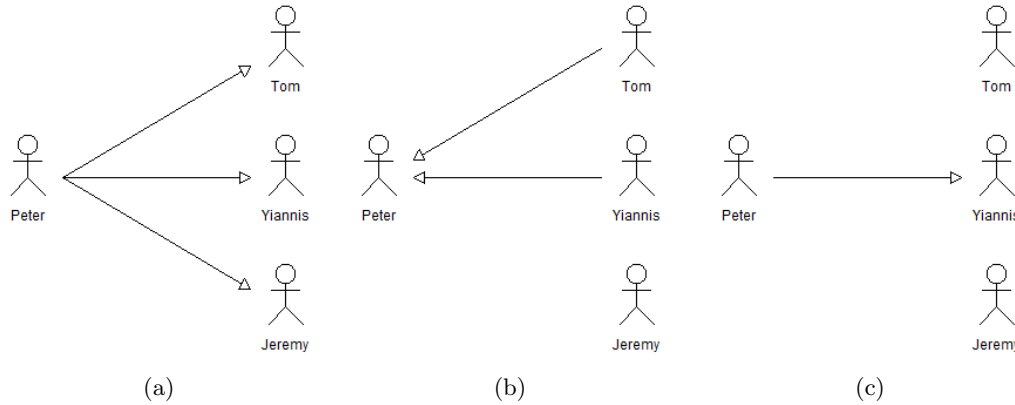 Tom
Tom
Tom
Peter
Yiannis
Peter
Yiannis
Peter
Yiannis
Jeremy
Jeremy
Jeremy
(a)
(b)
(c)